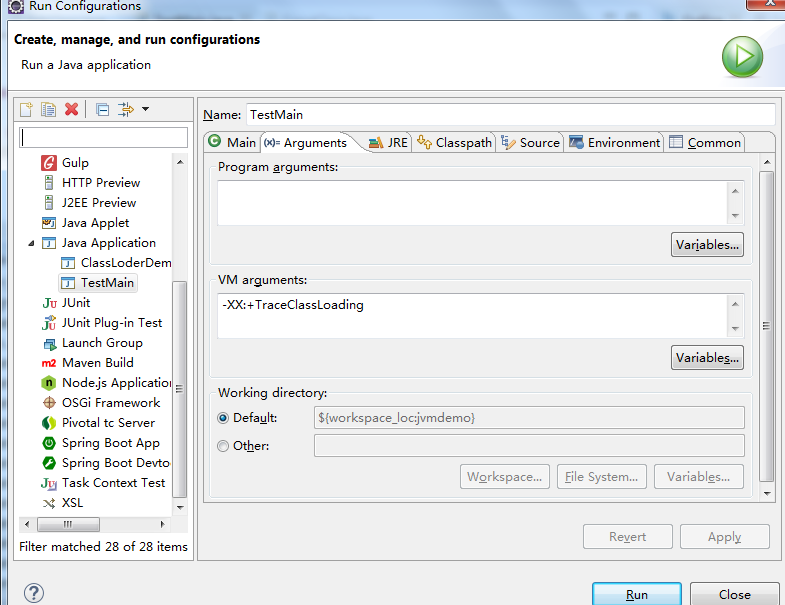 Run Configurations
Create, manage, and run configurations
Run a Java application
Name: TestMain
Main (x)= Arguments JRE Classpath Source Environment Common
Gulp
HTTP Preview
J2EE Preview
Java Applet
Java Application
ClassLoderDem
TestMain
JUnit
JUnit Plug-in Test
Launch Group
Maven Build
Node.js Application
OSGi Framework
Pivotal tc Server
Spring Boot App
Spring Boot Devto
Task Context Test
XSL
Filter matched 28 of 28 items
Program arguments:
Variables...
VM arguments:
-XX:+TraceClassLoading
Variables...
Working directory:
Default: ${workspace_loc:jvmdemo}
Other:
Workspace... File System... Variables...
Revert Apply
? Run Close